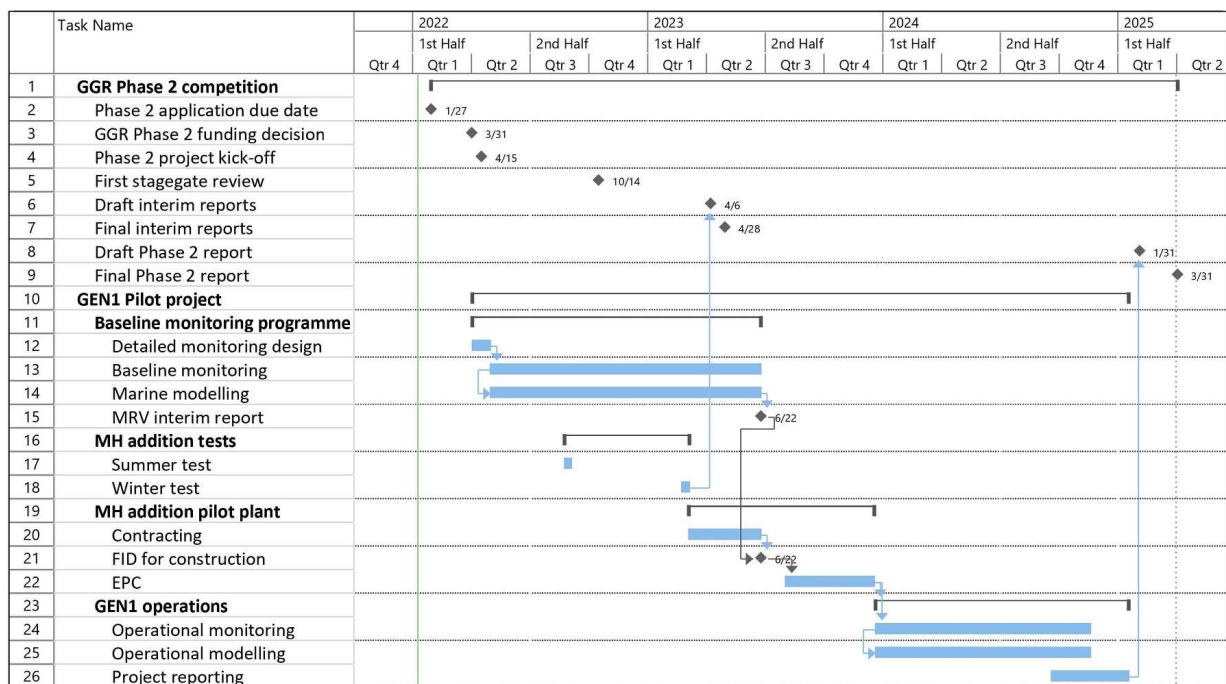 Task Name
2022 2023 2024 2025
1st Half 2nd Half 1st Half 2nd Half 1st Half 2nd Half 1st Half
Qtr 4 Qtr 1 Qtr 2 Qtr 3 Qtr 4 Qtr 1 Qtr 2 Qtr 3 Qtr 4 Qtr 1 Qtr 2 Qtr 3 Qtr 4 Qtr 1 Qtr 2
1 GGR Phase 2 competition
2 Phase 2 application due date 1/27
3 GGR Phase 2 funding decision 3/31
4 Phase 2 project kick-off 4/15
5 First stagegate review 10/14
6 Draft interim reports 4/6
7 Final interim reports 4/28
8 Draft Phase 2 report 1/31
9 Final Phase 2 report 3/31
10 GEN1 Pilot project
11 Baseline monitoring programme
12 Detailed monitoring design
13 Baseline monitoring
14 Marine modelling
15 MRV interim report 6/22
16 MH addition tests
17 Summer test
18 Winter test
19 MH addition pilot plant
20 Contracting
21 FID for construction 6/22
22 EPC
23 GEN1 operations
24 Operational monitoring
25 Operational modelling
26 Project reporting